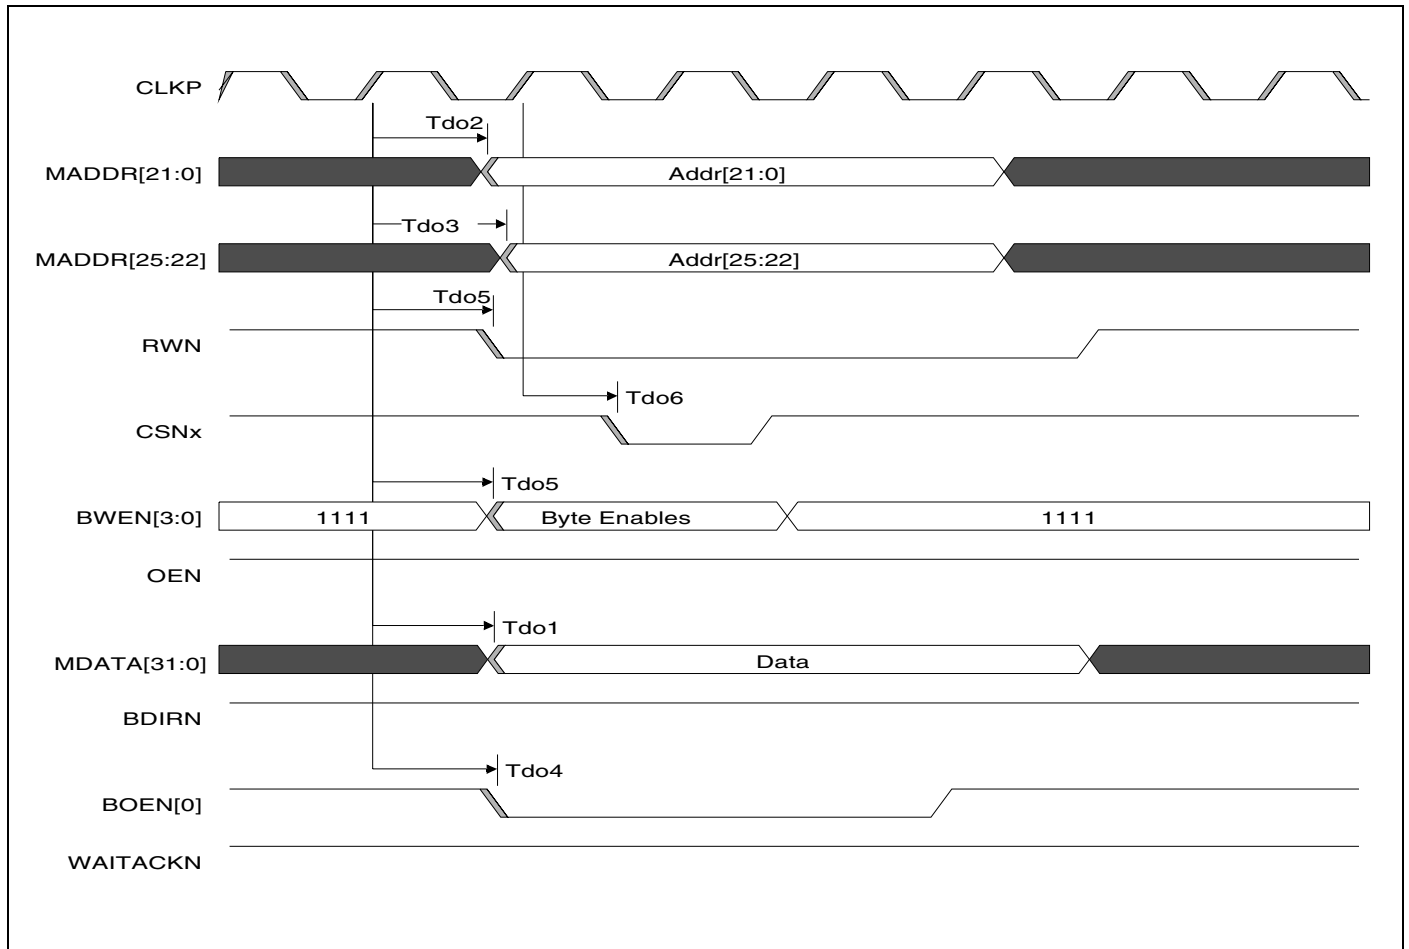 CLKP
Tdo2
MADDR[21:0] Addr[21:0]
Tdo3
MADDR[25:22] Addr[25:22]
Tdo5
RWN
Tdo6
CSNx
Tdo5
BWEN[3:0] 1111 Byte Enables 1111
OEN
Tdo1
MDATA[31:0] Data
BDIRN
Tdo4
BOEN[0]
WAITACKN